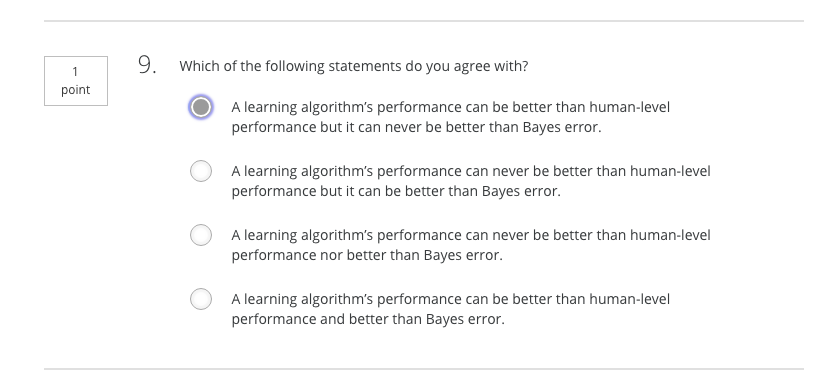 1
point
9.
Which of the following statements do you agree with?
A learning algorithm’s performance can be better than human-level
performance but it can never be better than Bayes error.
A learning algorithm’s performance can never be better than human-level
performance but it can be better than Bayes error.
A learning algorithm’s performance can never be better than human-level
performance nor better than Bayes error.
A learning algorithm’s performance can be better than human-level
performance and better than Bayes error.